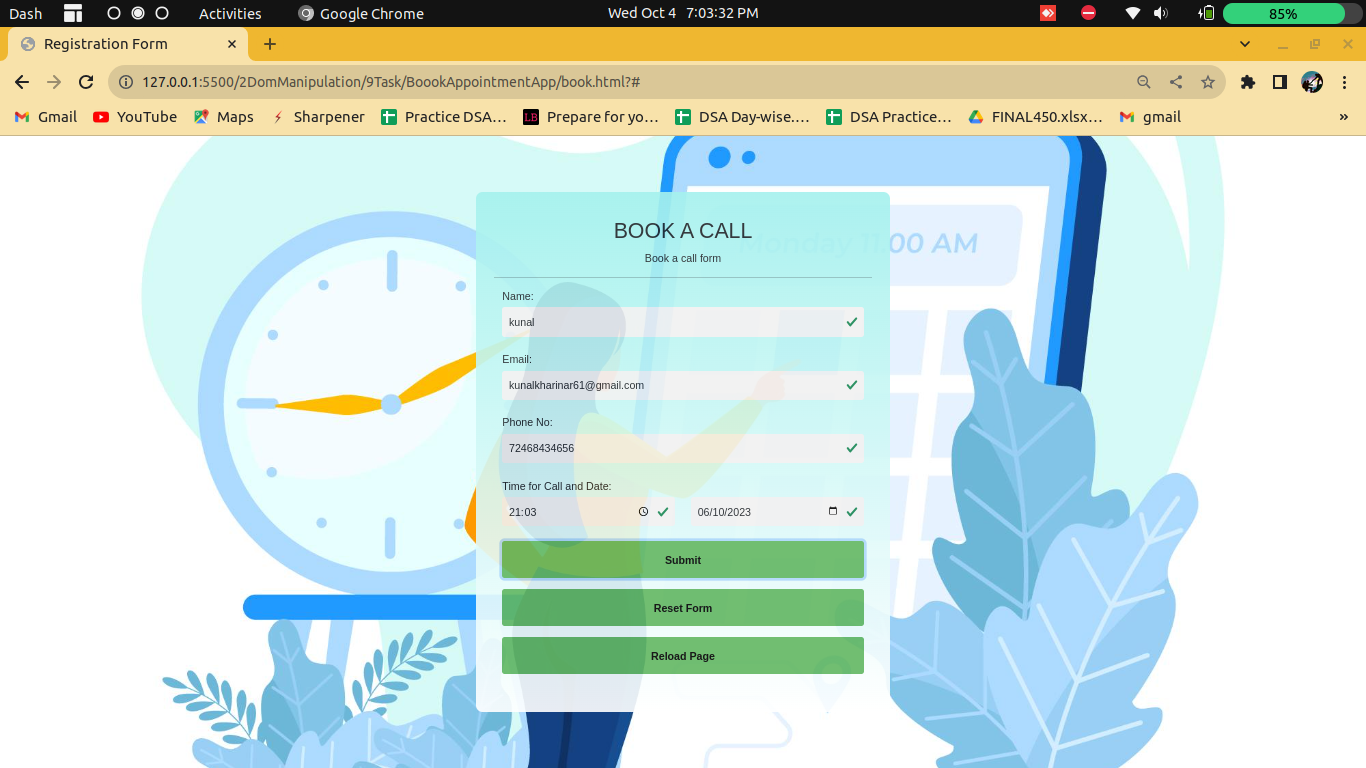 Dash Activities Google Chrome Wed Oct 4 7:03:32 PM 85%
Registration Form
127.0.0.1:5500/2DomManipulation/9Task/BoookAppointmentApp/book.html?#
Gmail YouTube Maps Sharpener Practice DSA... LB Prepare for yo... DSA Day-wise.... DSA Practice... FINAL450.xlsx... gmail »
BOOK A CALL
Monday 11:00 AM
Book a call form
Name:
kunal
Email:
kunalkharinar61@gmail.com
Phone No:
72468434656
Time for Call and Date:
21:03 06/10/2023
Submit
Reset Form
Reload Page